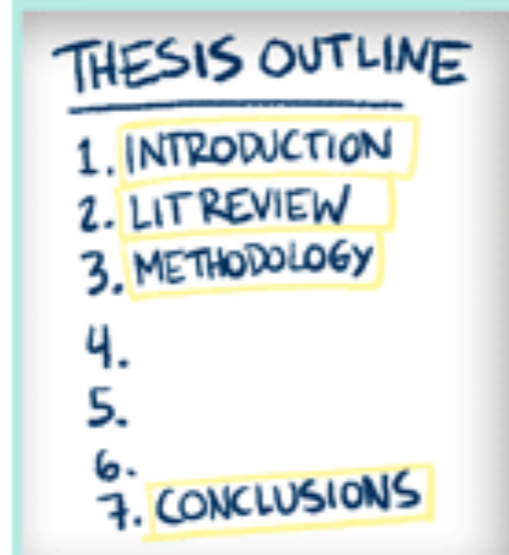 THESIS OUTLINE
1. INTRODUCTION
2. LIT REVIEW
3. METHODOLOGY
4.
5.
6.
7. CONCLUSIONS